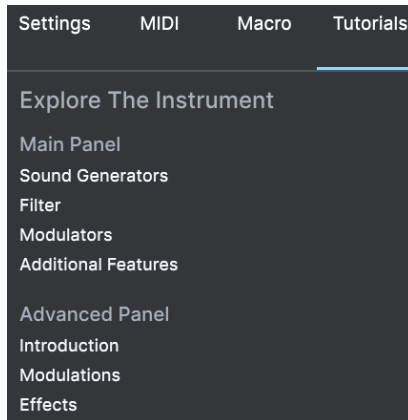 Settings MIDI Macro Tutorials
Explore The Instrument
Main Panel
Sound Generators
Filter
Modulators
Additional Features
Advanced Panel
Introduction
Modulations
Effects